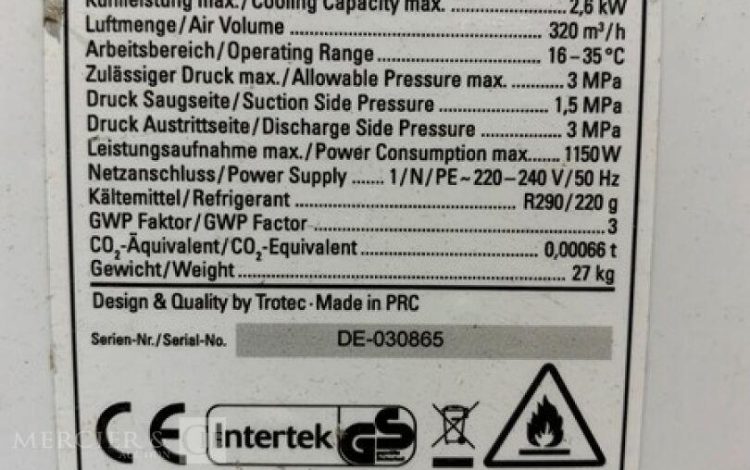 Kühlleistung max./Cooling Capacity max. 2,6 kW
Luftmenge/Air Volume 320 m³/h
Arbeitsbereich/Operating Range 16–35°C
Zulässiger Druck max./Allowable Pressure max. 3 MPa
Druck Saugseite/Suction Side Pressure 1,5 MPa
Druck Austrittseite/Discharge Side Pressure 3 MPa
Leistungsaufnahme max./Power Consumption max. 1150 W
Netzanschluss/Power Supply 1/N/PE~220–240 V/50 Hz
Kältemittel/Refrigerant R290/220 g
GWP Faktor/GWP Factor 3
CO₂-Äquivalent/CO₂-Equivalent 0,00066 t
Gewicht/Weight 27 kg
Design & Quality by Trotec · Made in PRC
Serien-Nr./Serial-No. DE-030865
CE Intertek GS
MERCIER &